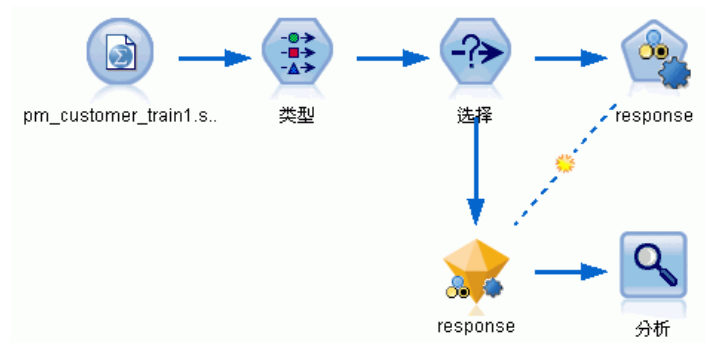 pm_customer_train1.s..
类型
选择
response
response
分析